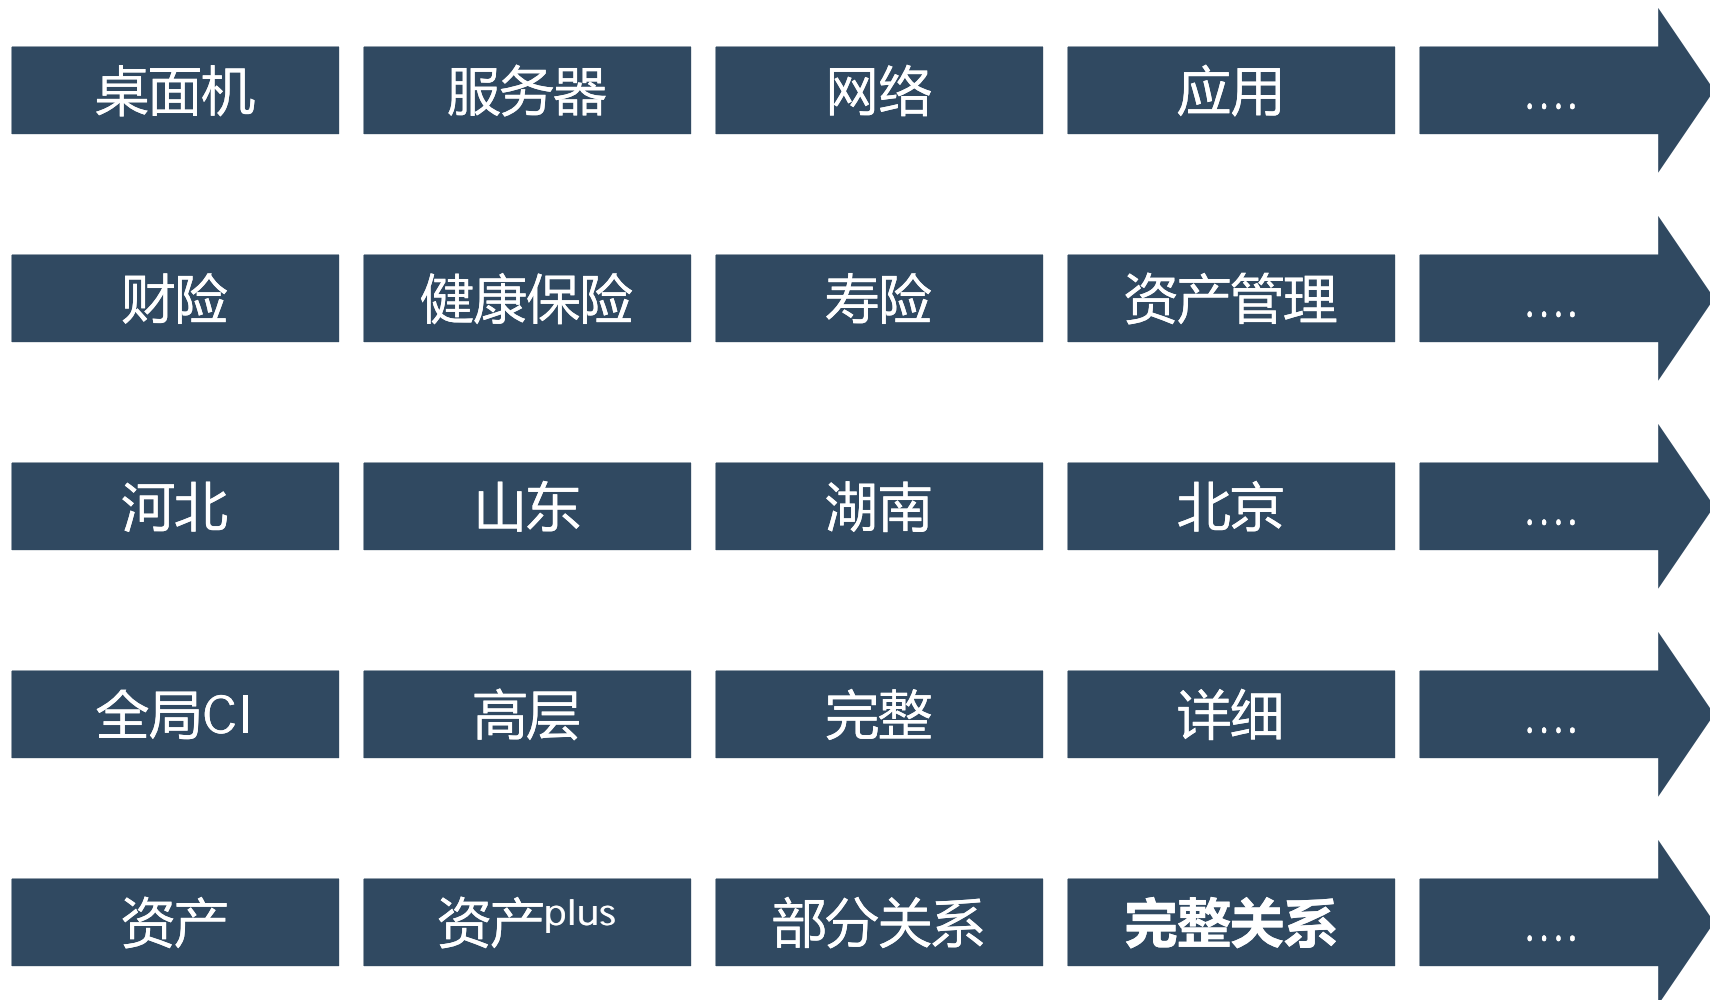 桌面机 服务器 网络 应用 ....
财险 健康保险 寿险 资产管理 ....
河北 山东 湖南 北京 ....
全局CI 高层 完整 详细 ....
资产 资产plus 部分关系 完整关系 ....